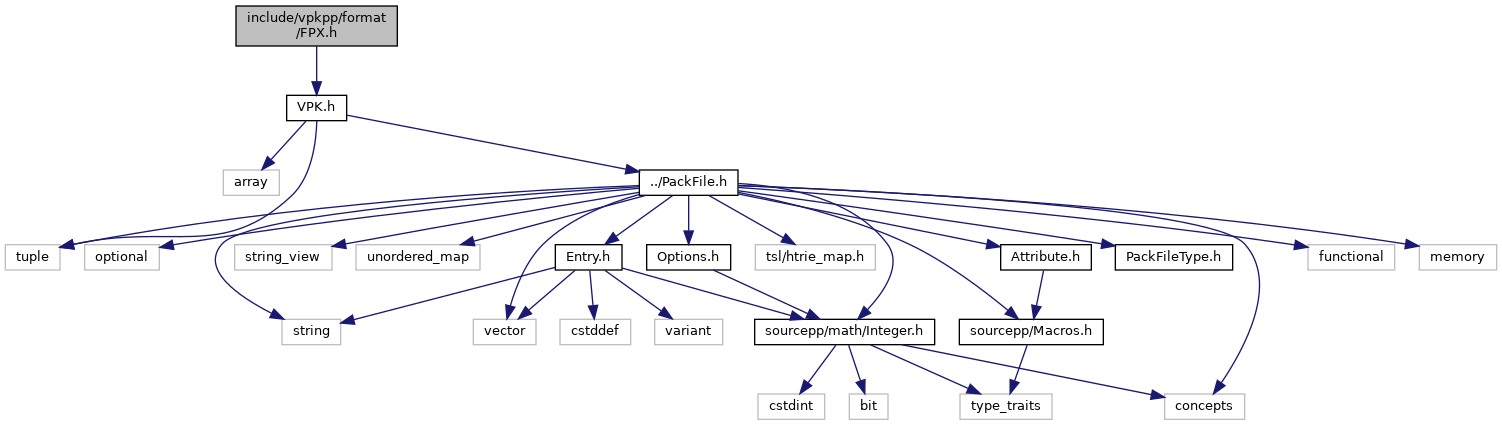 include/vpkpp/format
/FPX.h
VPK.h
array
../PackFile.h
tuple
optional
string_view
unordered_map
Entry.h
Options.h
tsl/htrie_map.h
Attribute.h
PackFileType.h
functional
memory
string
vector
cstddef
variant
sourcepp/math/Integer.h
sourcepp/Macros.h
cstdint
bit
type_traits
concepts